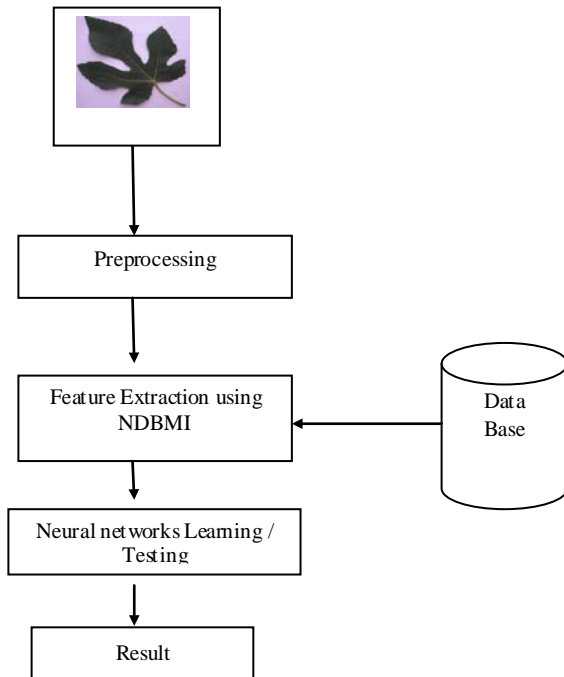 Preprocessing
Feature Extraction using
NDBMI
Data
Base
Neural networks Learning /
Testing
Result